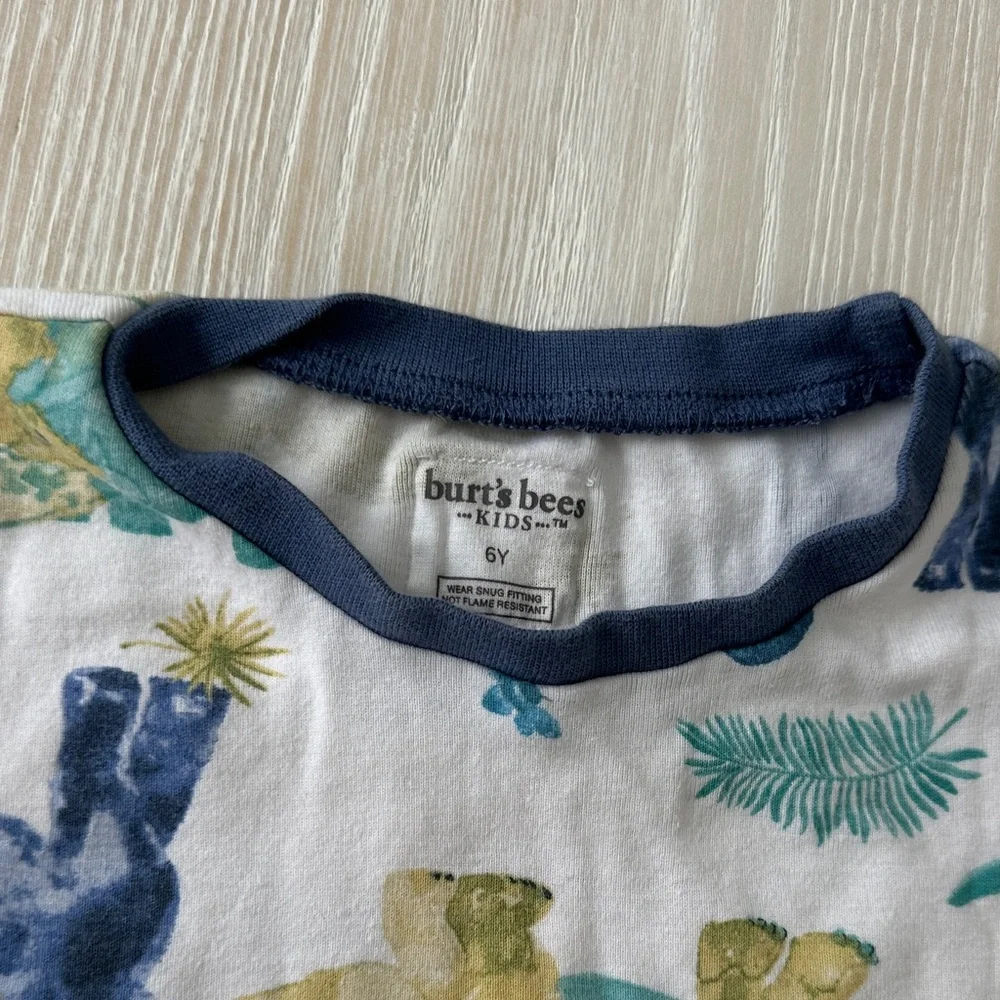 burt's bees
...KIDS...™
6Y
WEAR SNUG FITTING
NOT FLAME RESISTANT